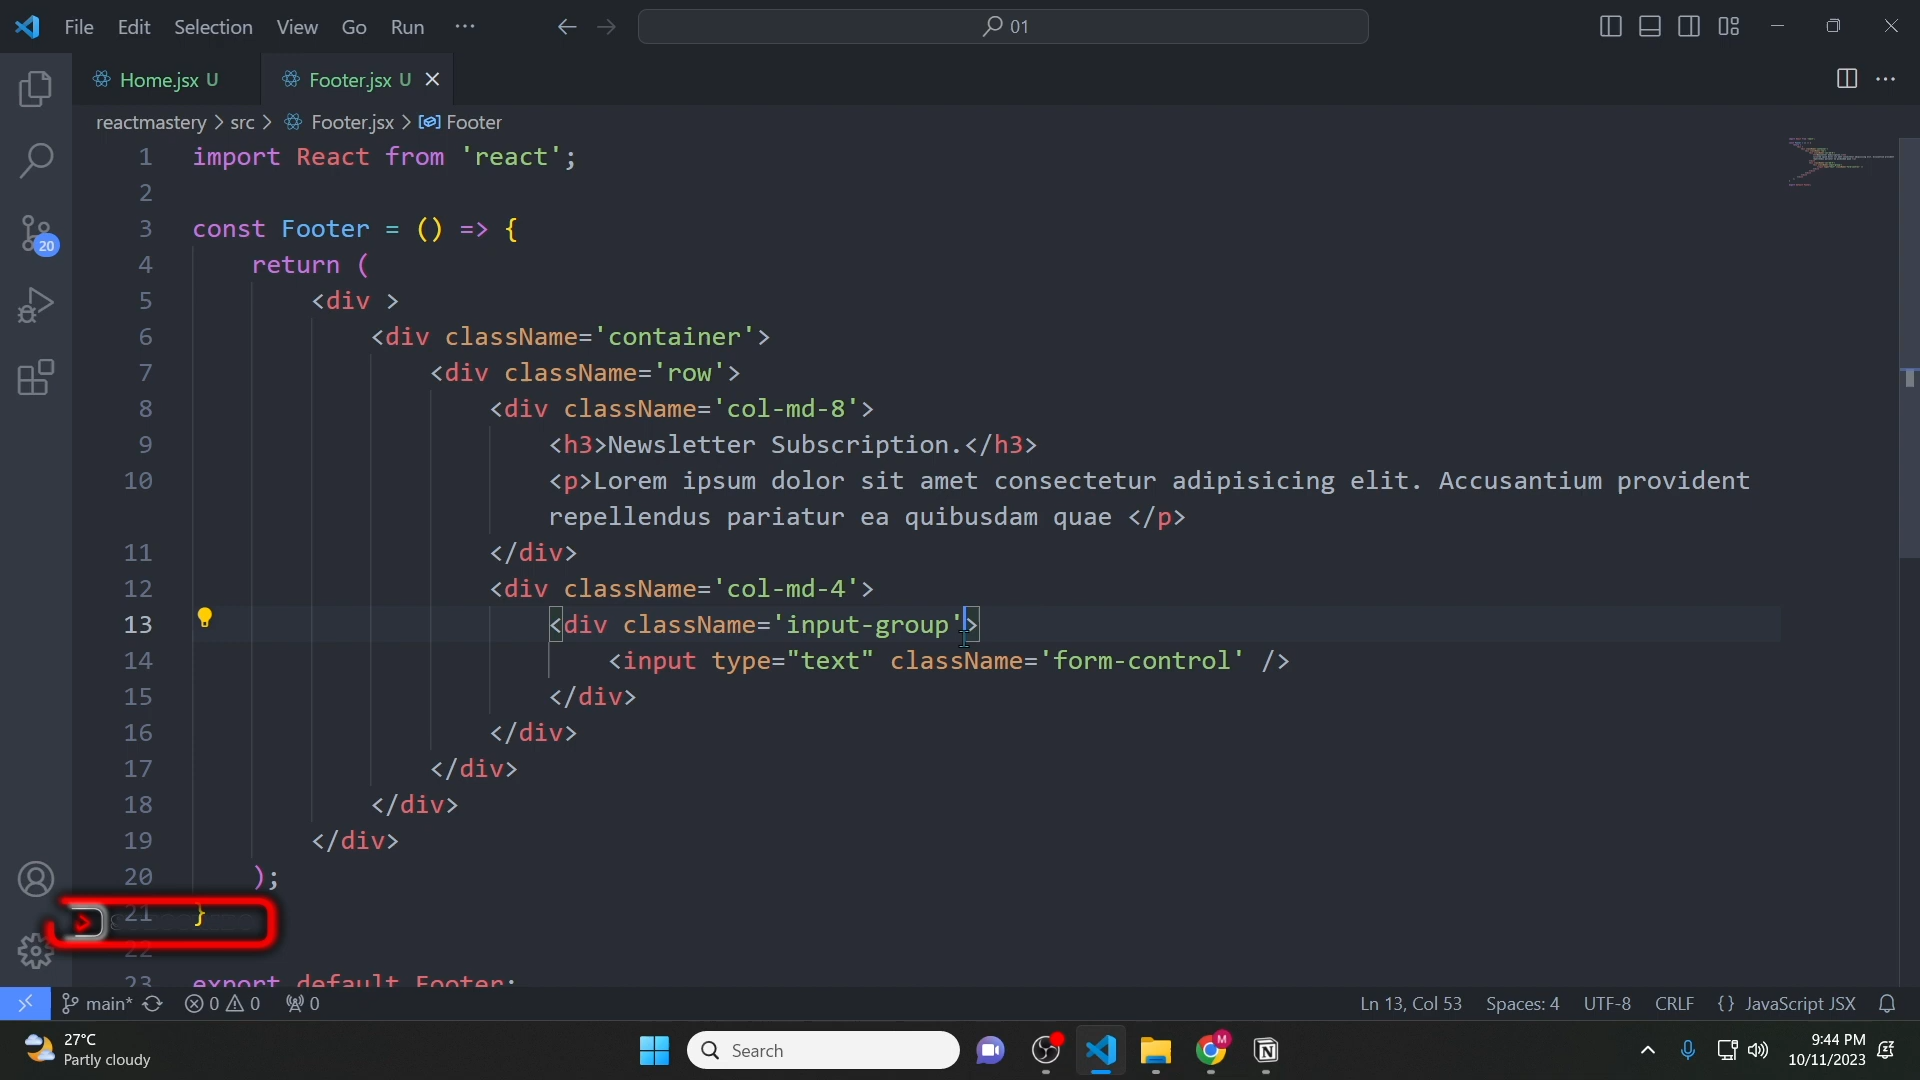 File Edit Selection View Go Run ···
01
Home.jsx U
Footer.jsx U
reactmastery > src > Footer.jsx > Footer
1 import React from 'react';
2
3 const Footer = () => {
4 return (
5 <div >
6 <div className='container'>
7 <div className='row'>
8 <div className='col-md-8'>
9 <h3>Newsletter Subscription.</h3>
10 <p>Lorem ipsum dolor sit amet consectetur adipisicing elit. Accusantium provident
repellendus pariatur ea quibusdam quae </p>
11 </div>
12 <div className='col-md-4'>
13 <div className='input-group'>
14 <input type="text" className='form-control' />
15 </div>
16 </div>
17 </div>
18 </div>
19 </div>
20 );
21 }
22
23 export default Footer;
20
main* 0 0 0
Ln 13, Col 53 Spaces: 4 UTF-8 CRLF {} JavaScript JSX
27°C
Partly cloudy
Search
M
9:44 PM
10/11/2023